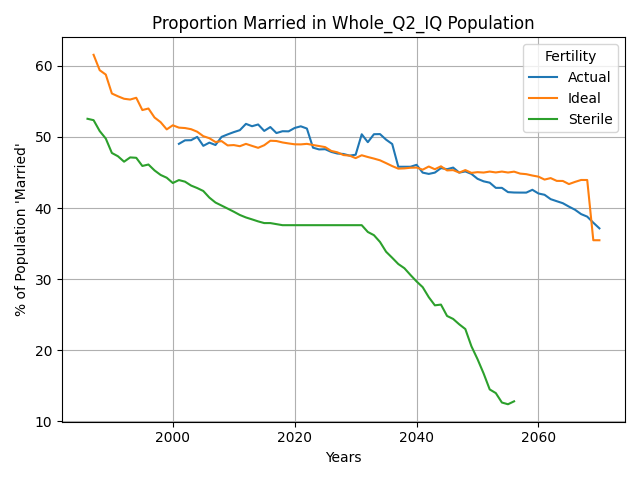 Proportion Married in Whole_Q2_IQ Population
Fertility
Actual
Ideal
Sterile
% of Population 'Married'
60
50
40
30
20
10
2000 2020 2040 2060
Years